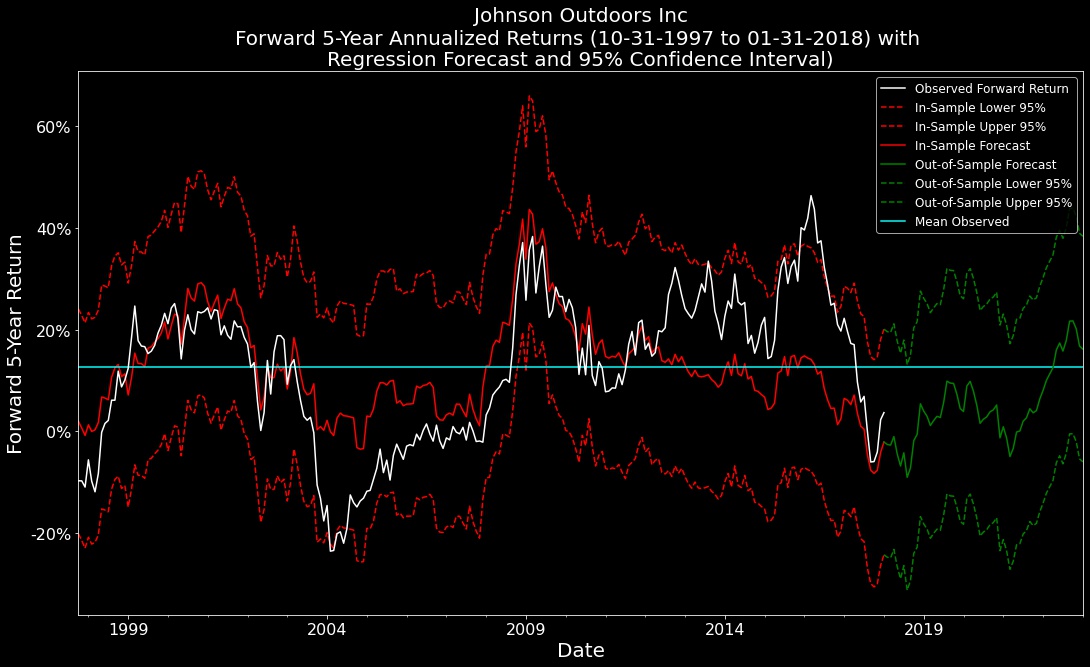 Johnson Outdoors Inc
Forward 5-Year Annualized Returns (10-31-1997 to 01-31-2018) with
Regression Forecast and 95% Confidence Interval)
Observed Forward Return
In-Sample Lower 95%
In-Sample Upper 95%
In-Sample Forecast
Out-of-Sample Forecast
Out-of-Sample Lower 95%
Out-of-Sample Upper 95%
Mean Observed
Forward 5-Year Return
60%
40%
20%
0%
-20%
1999
2004
2009
2014
2019
Date